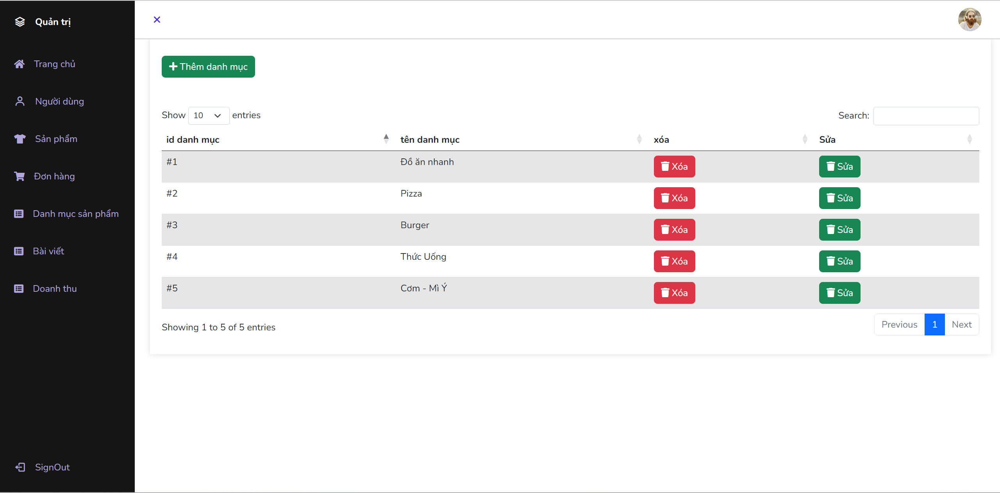 Quản trị
Trang chủ
Người dùng
Sản phẩm
Đơn hàng
Danh mục sản phẩm
Bài viết
Doanh thu
SignOut
Thêm danh mục
Show 10 entries
Search:
id danh mục tên danh mục xóa Sửa
#1 Đồ ăn nhanh Xóa Sửa
#2 Pizza Xóa Sửa
#3 Burger Xóa Sửa
#4 Thức Uống Xóa Sửa
#5 Cơm - Mì Ý Xóa Sửa
Showing 1 to 5 of 5 entries
Previous 1 Next